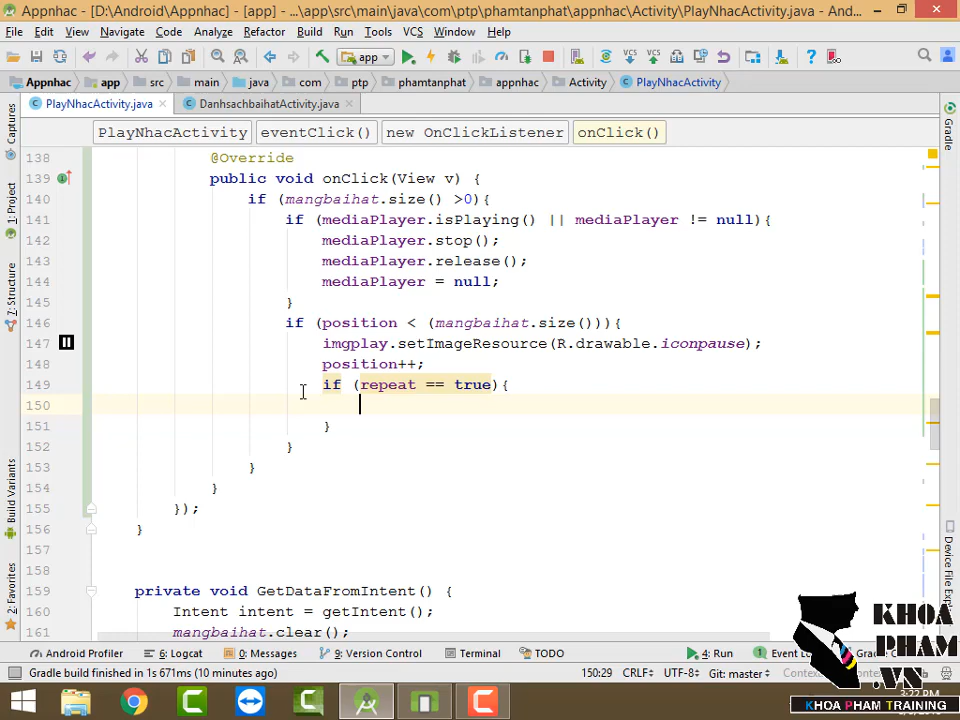 Appnhac - [D:\Android\Appnhac] - [app] - ...\app\src\main\java\com\ptp\phamtanphat\appnhac\Activity\PlayNhacActivity.java - And...
File Edit View Navigate Code Analyze Refactor Build Run Tools VCS Window Help
app
Appnhac app src main java com ptp phamtanphat appnhac Activity PlayNhacActivity
PlayNhacActivity.java DanhsachbaihatActivity.java
PlayNhacActivity eventClick() new OnClickListener onClick()
138 @Override
139 public void onClick(View v) {
140 if (mangbaihat.size() >0){
141 if (mediaPlayer.isPlaying() || mediaPlayer != null){
142 mediaPlayer.stop();
143 mediaPlayer.release();
144 mediaPlayer = null;
145 }
146 if (position < (mangbaihat.size())){
147 imgplay.setImageResource(R.drawable.iconpause);
148 position++;
149 if (repeat == true){
150
151 }
152 }
153 }
154 }
155 });
156 }
157
158
159 private void GetDataFromIntent() {
160 Intent intent = getIntent();
161 mangbaihat.clear();
Captures
1: Project
7: Structure
Build Variants
2: Favorites
Gradle
Device File
Android Profiler 6: Logcat 0: Messages 9: Version Control Terminal TODO 4: Run
Gradle build finished in 1s 671ms (10 minutes ago) 150:29 CRLF UTF-8 Git: master
KHOA
PHAM
.VN
KHOA PHAM TRAINING